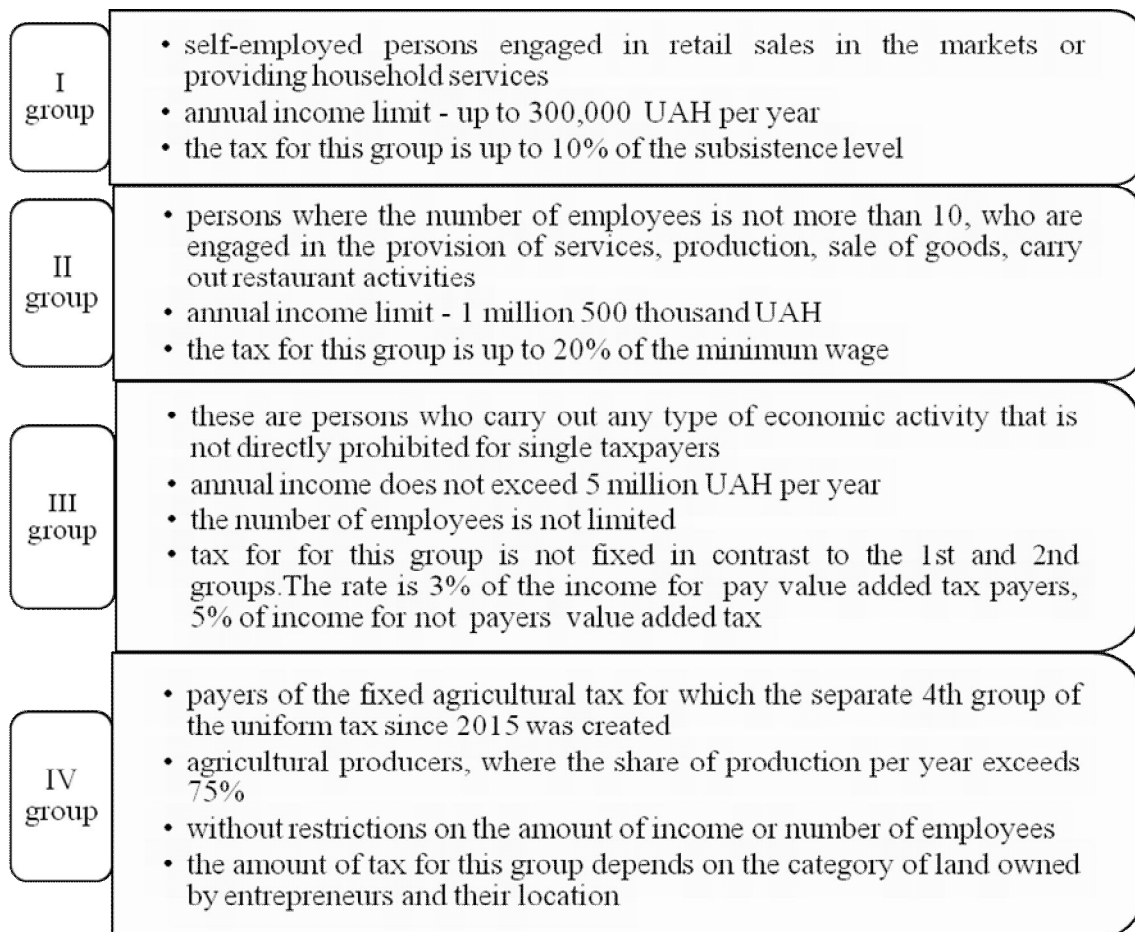 I
group
• self-employed persons engaged in retail sales in the markets or
providing household services
• annual income limit - up to 300,000 UAH per year
• the tax for this group is up to 10% of the subsistence level
II
group
• persons where the number of employees is not more than 10, who are
engaged in the provision of services, production, sale of goods, carry
out restaurant activities
• annual income limit - 1 million 500 thousand UAH
• the tax for this group is up to 20% of the minimum wage
III
group
• these are persons who carry out any type of economic activity that is
not directly prohibited for single taxpayers
• annual income does not exceed 5 million UAH per year
• the number of employees is not limited
• tax for for this group is not fixed in contrast to the 1st and 2nd
groups.The rate is 3% of the income for pay value added tax payers,
5% of income for not payers value added tax
IV
group
• payers of the fixed agricultural tax for which the separate 4th group of
the uniform tax since 2015 was created
• agricultural producers, where the share of production per year exceeds
75%
• without restrictions on the amount of income or number of employees
• the amount of tax for this group depends on the category of land owned
by entrepreneurs and their location